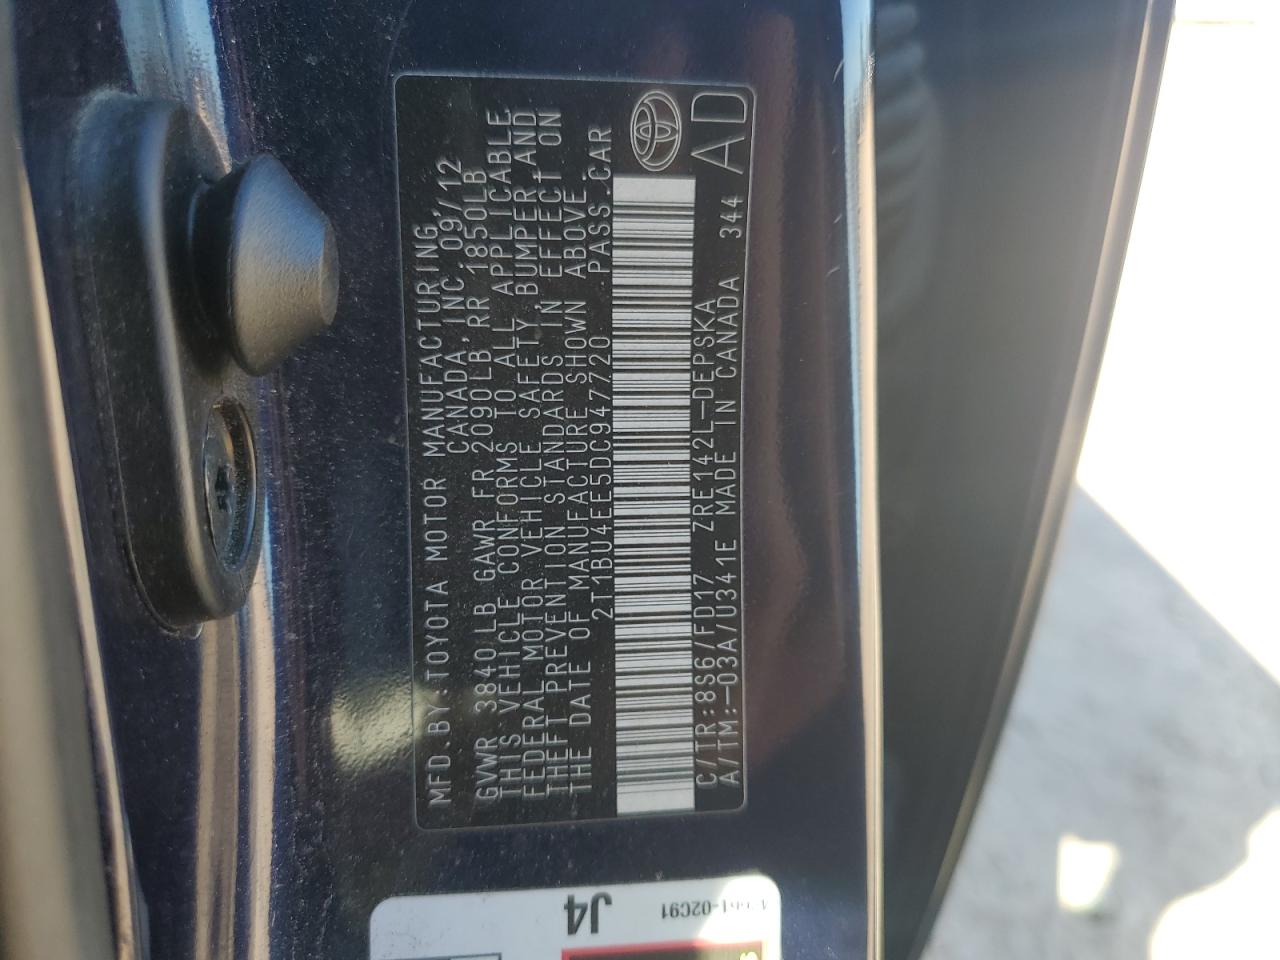 MFD.BY:TOYOTA MOTOR MANUFACTURING,
CANADA,INC. 09/12
GVWR 3840LB GAWR FR 2090LB RR 1850LB
THIS VEHICLE CONFORMS TO ALL APPLICABLE
FEDERAL MOTOR VEHICLE SAFETY,BUMPER,AND
THEFT PREVENTION STANDARDS IN EFFECT ON
THE DATE OF MANUFACTURE SHOWN ABOVE.
2T1BU4EE5DC947720 PASS.CAR
C/TR:8S6/FD17 ZRE142L-DEPSKA
A/TM:-03A/U341E MADE IN CANADA 344 AD
J4
-02C91